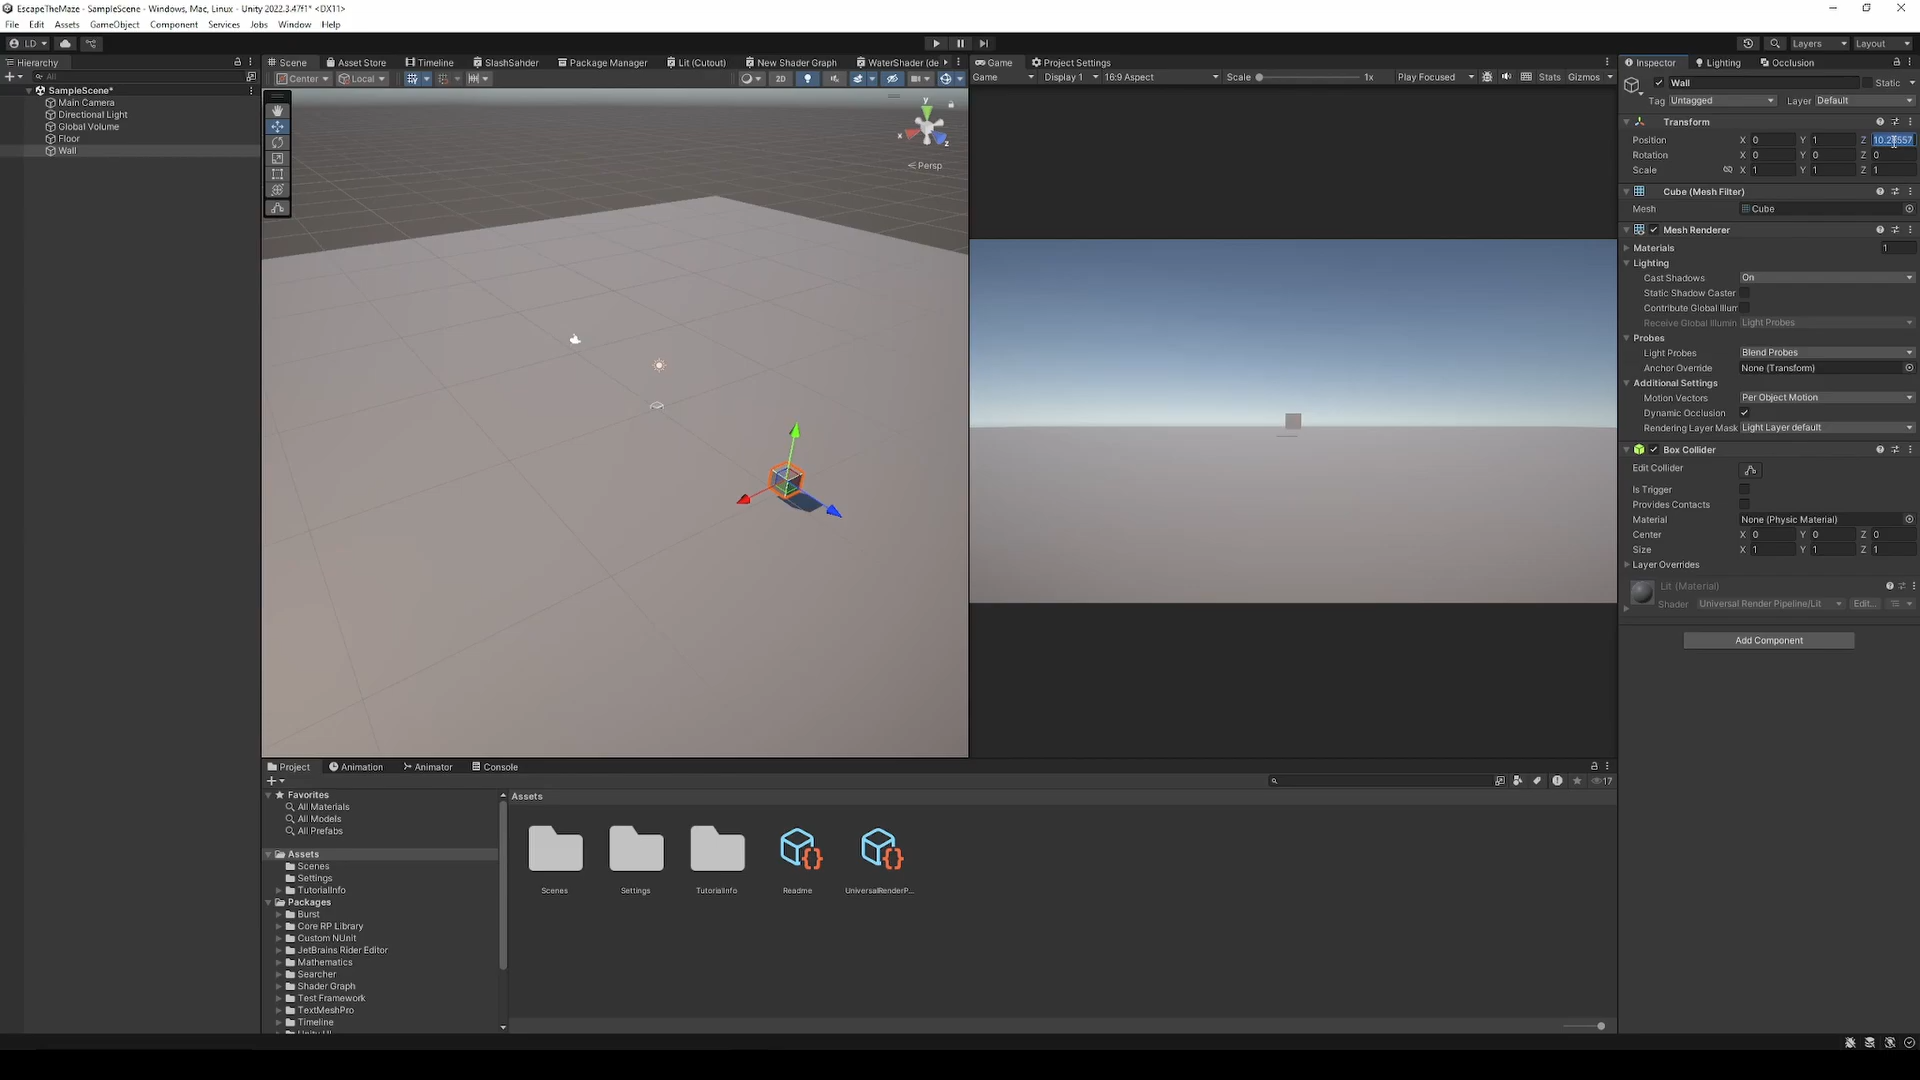 EscapeTheMaze - SampleScene - Windows, Mac, Linux - Unity 2022.3.47f1* <DX11>
File Edit Assets GameObject Component Services Jobs Window Help
LD
Layers Layout
Hierarchy
All
SampleScene*
Main Camera
Directional Light
Global Volume
Floor
Wall
Scene Asset Store Timeline SlashSander Package Manager Lit (Cutout) New Shader Graph WaterShader (de
Center Local 2D
y
x
z
Persp
Game Project Settings
Game Display 1 16:9 Aspect Scale 1x Play Focused Stats Gizmos
Inspector Lighting Occlusion
Wall Static
Tag Untagged Layer Default
Transform
Position X 0 Y 1 Z
Rotation X 0 Y 0 Z 0
Scale X 1 Y 1 Z 1
Cube (Mesh Filter)
Mesh Cube
Mesh Renderer
Materials 1
Lighting
Cast Shadows On
Static Shadow Caster
Contribute Global Illum
Receive Global Illumin Light Probes
Probes
Light Probes Blend Probes
Anchor Override None (Transform)
Additional Settings
Motion Vectors Per Object Motion
Dynamic Occlusion
Rendering Layer Mask Light Layer default
Box Collider
Edit Collider
Is Trigger
Provides Contacts
Material None (Physic Material)
Center X 0 Y 0 Z 0
Size X 1 Y 1 Z 1
Layer Overrides
Lit (Material)
Shader Universal Render Pipeline/Lit Edit...
Add Component
Project Animation Animator Console
17
Favorites
All Materials
All Models
All Prefabs
Assets
Scenes
Settings
TutorialInfo
Packages
Burst
Core RP Library
Custom NUnit
JetBrains Rider Editor
Mathematics
Searcher
Shader Graph
Test Framework
TextMeshPro
Timeline
Assets
Scenes Settings TutorialInfo Readme UniversalRenderP...